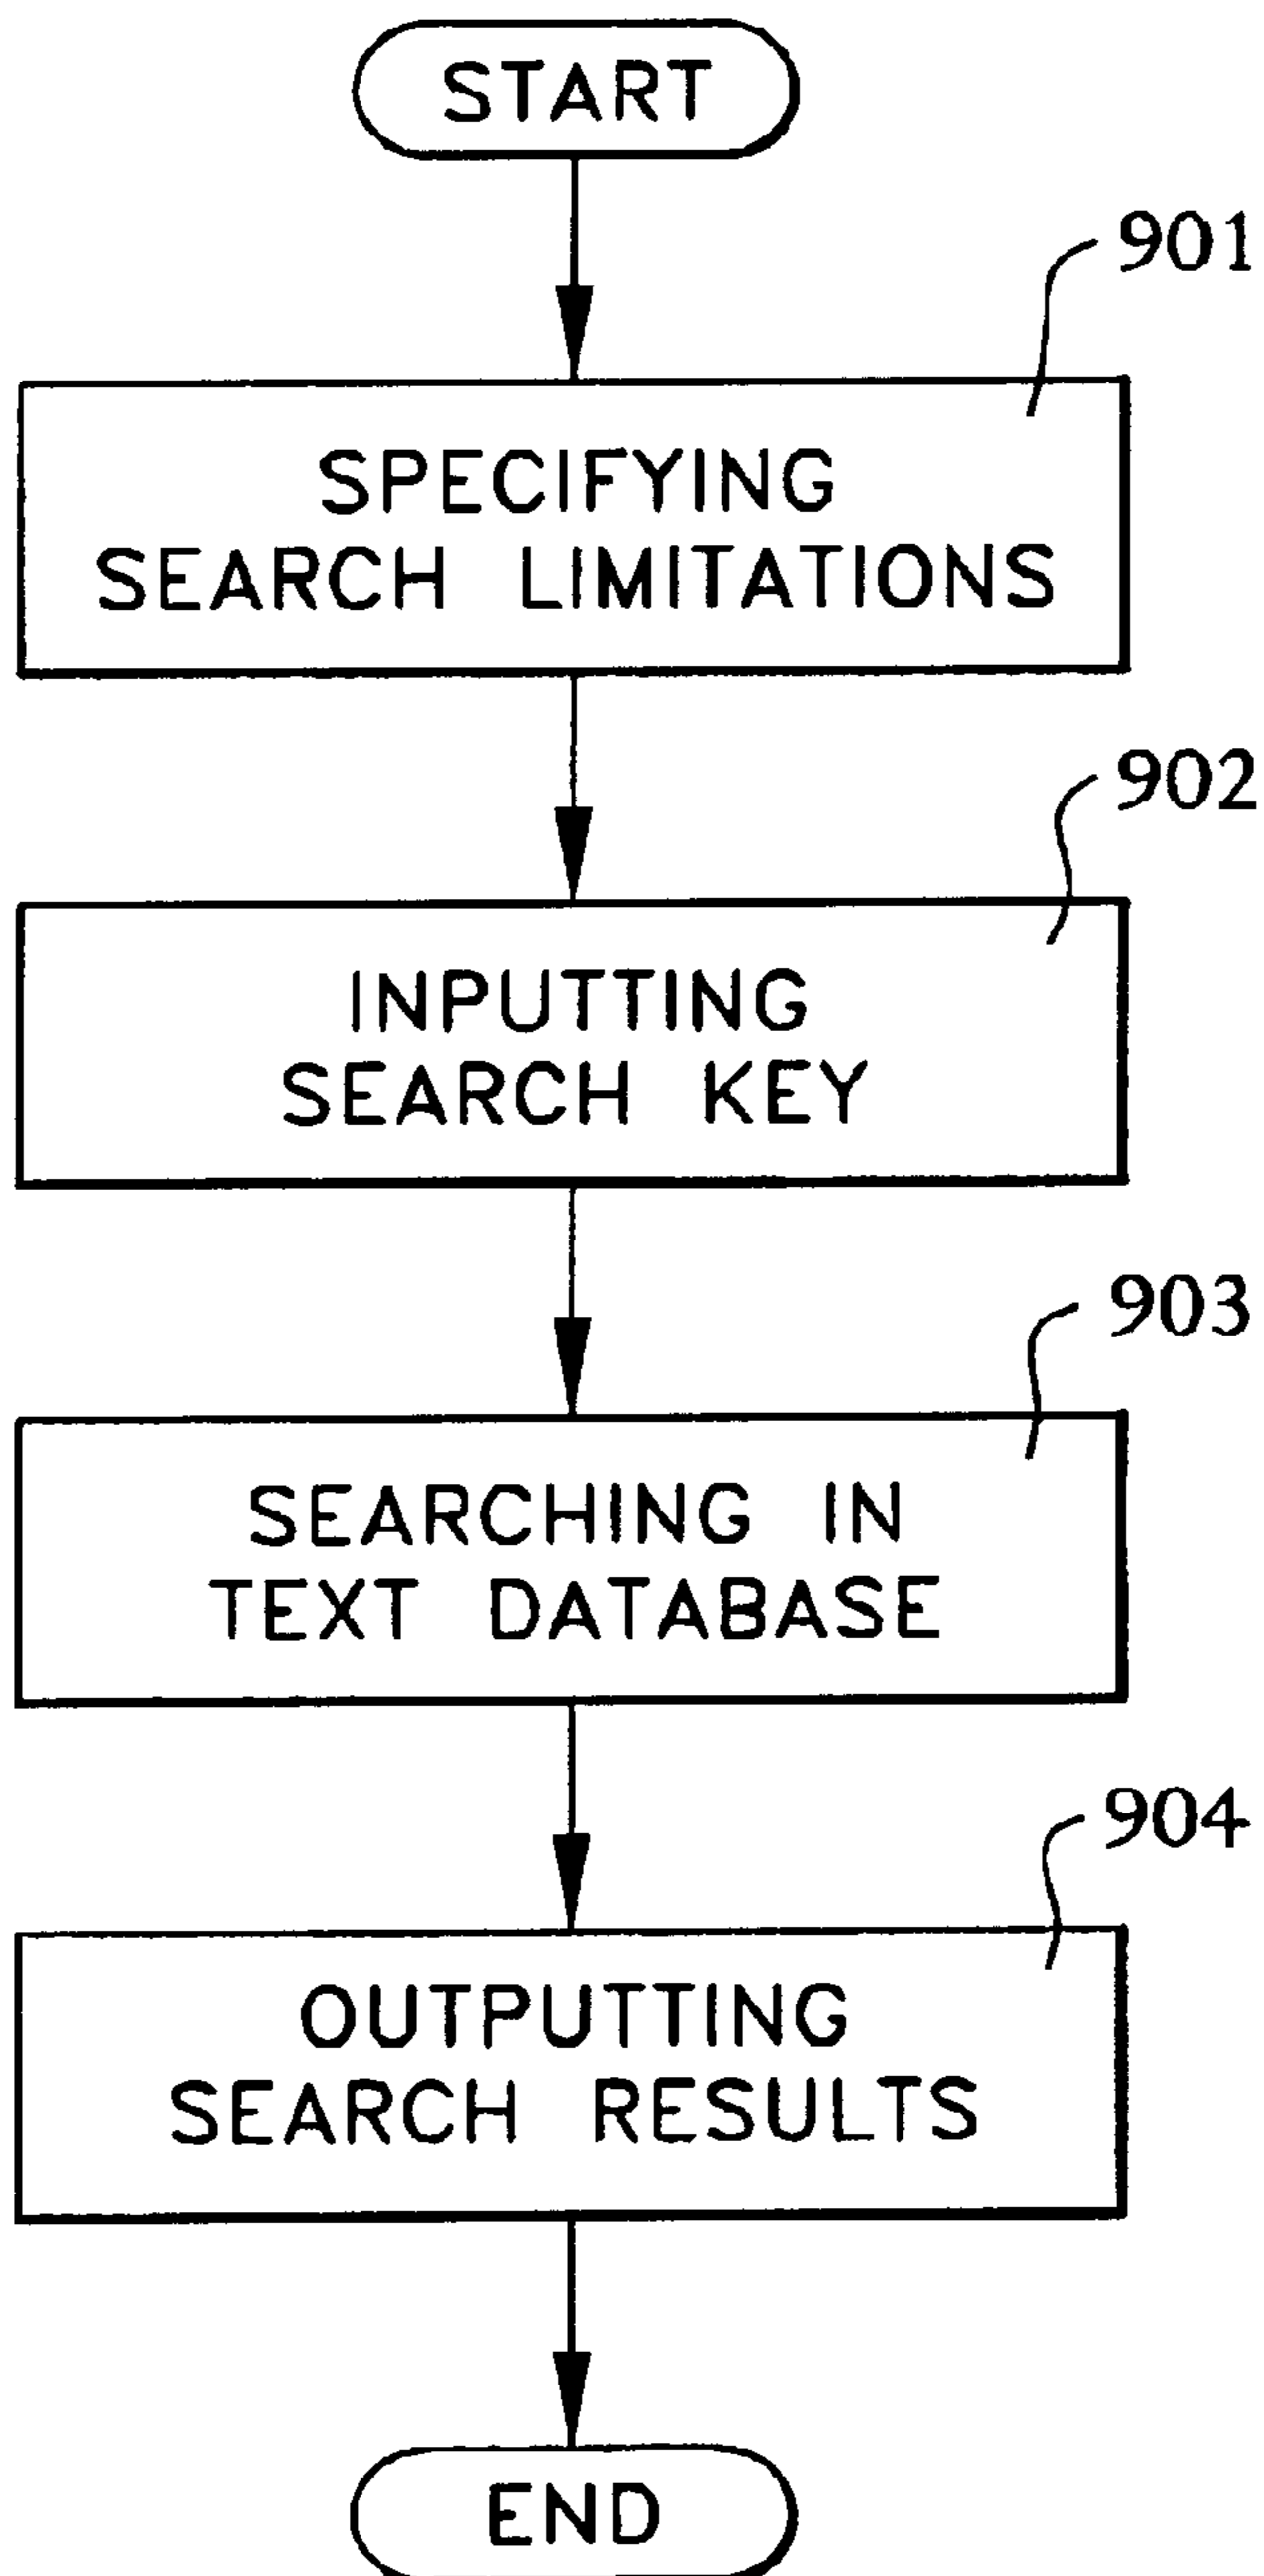 START
901
SPECIFYING
SEARCH LIMITATIONS
902
INPUTTING
SEARCH KEY
903
SEARCHING IN
TEXT DATABASE
904
OUTPUTTING
SEARCH RESULTS
END